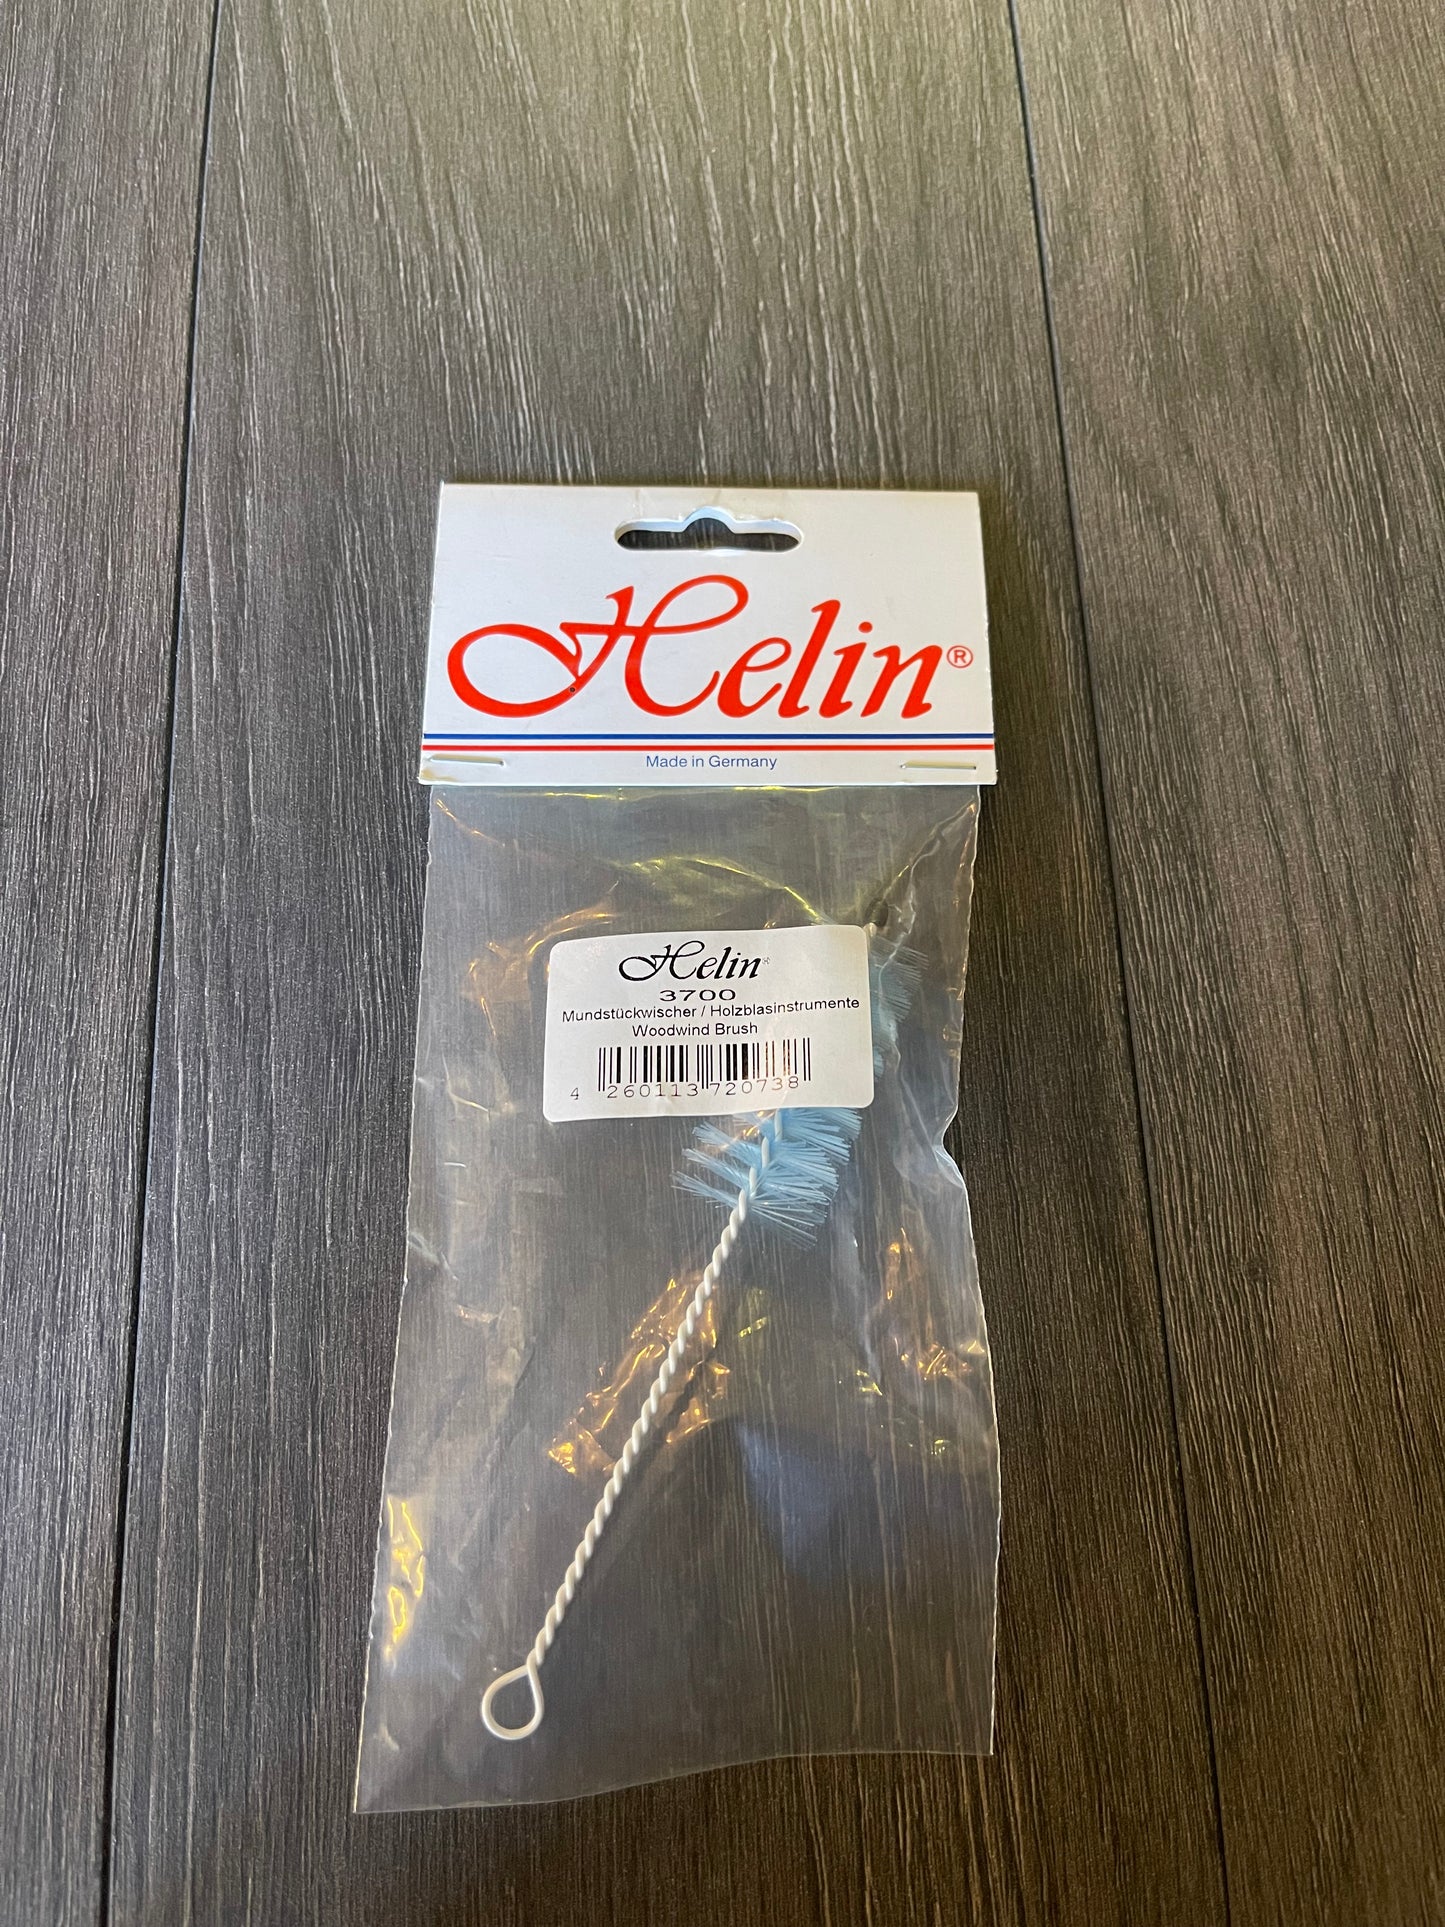 Helin®
Made in Germany
Helin®
3700
Mundstückwischer / Holzblasinstrumente
Woodwind Brush
4 260113 720738